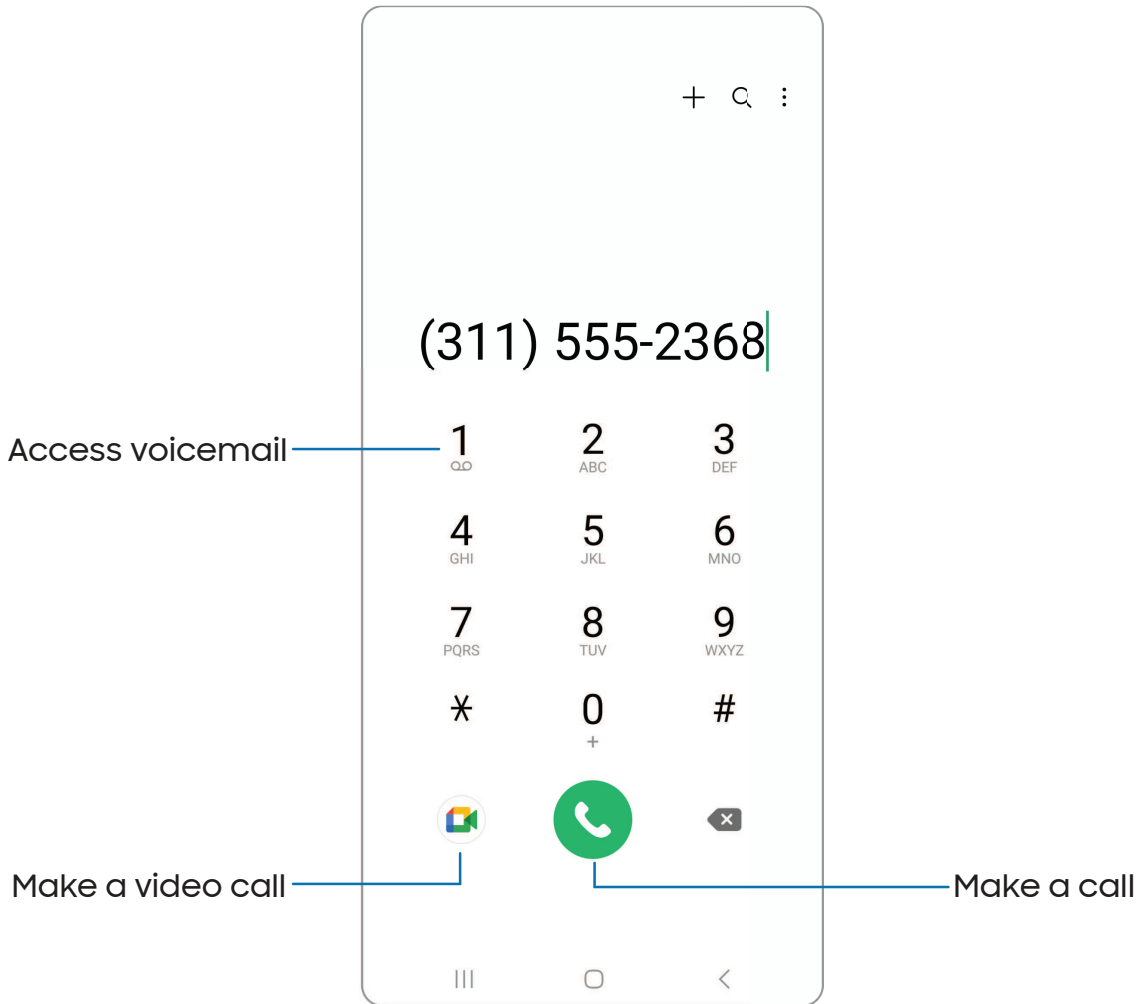 (311) 555-2368
Access voicemail
1 2 3
ABC DEF
4 5 6
GHI JKL MNO
7 8 9
PQRS TUV WXYZ
* 0 #
+
Make a video call
Make a call